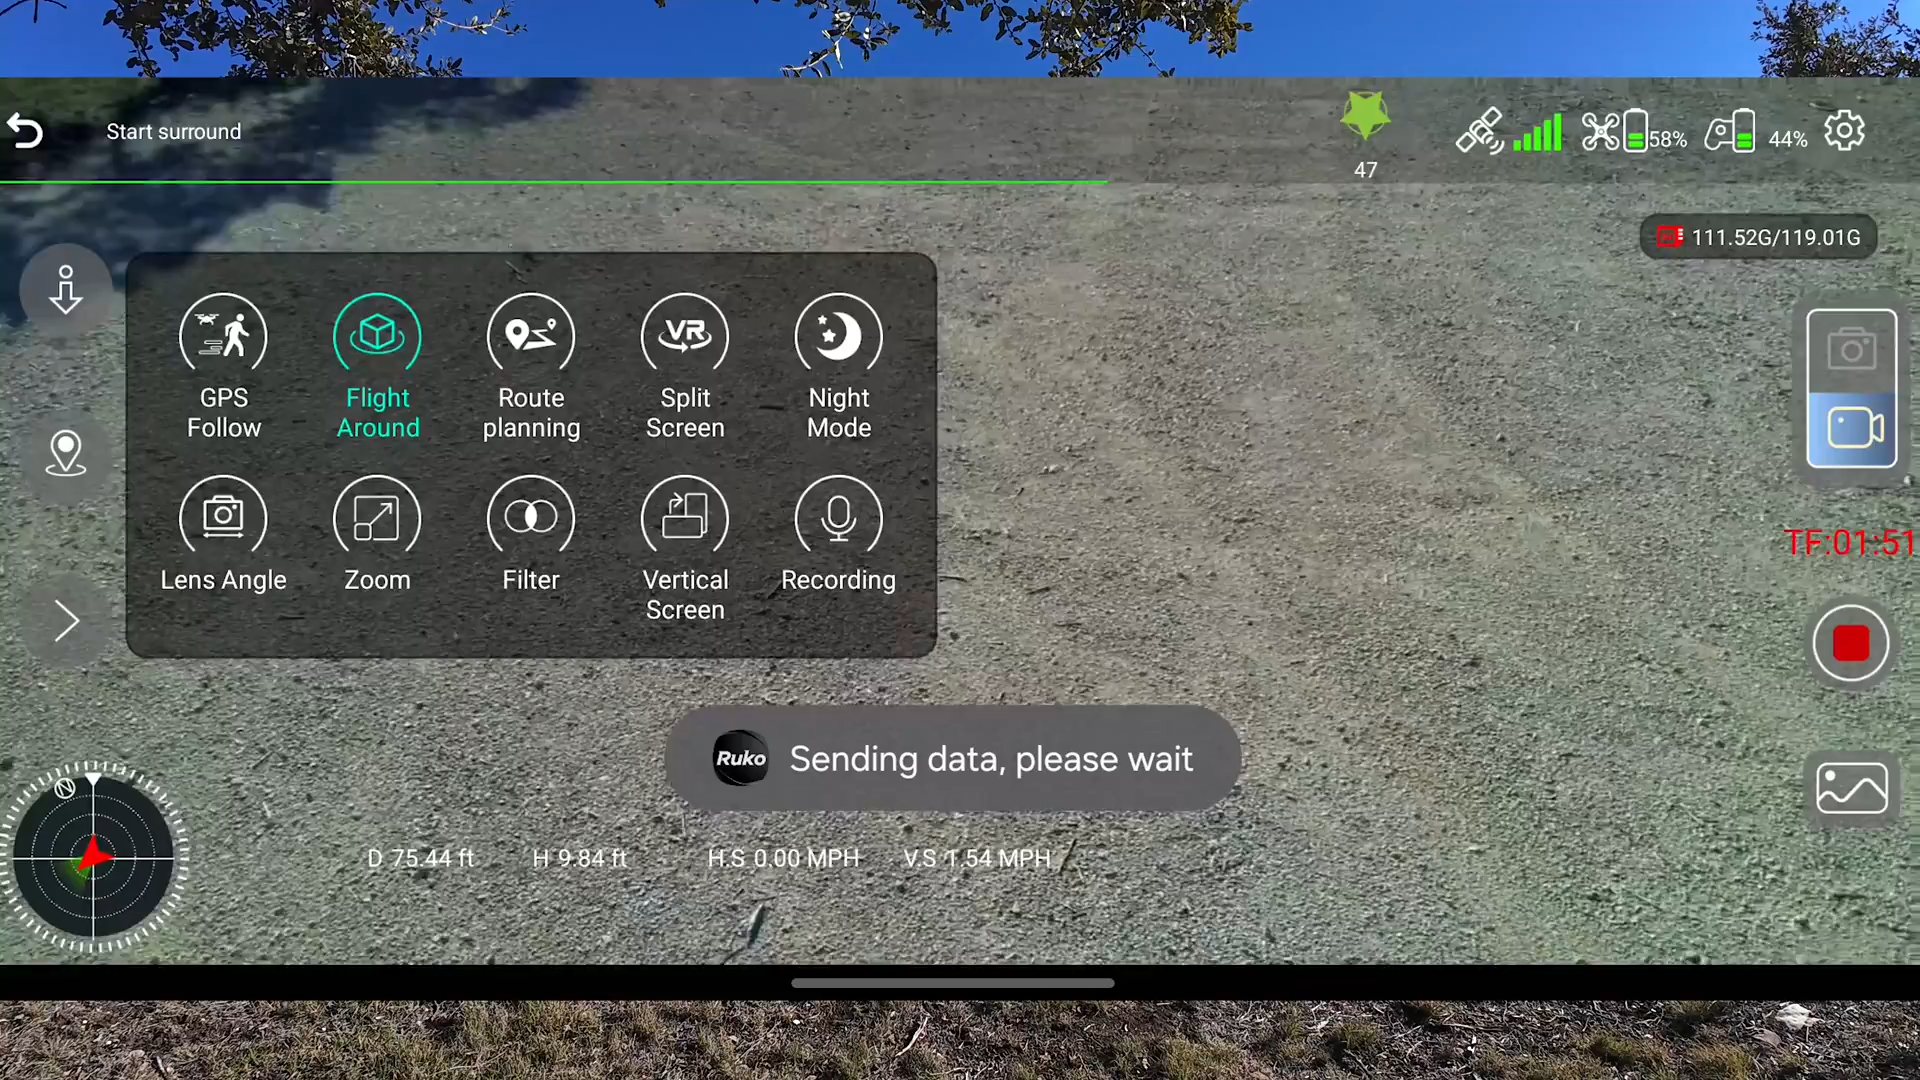 Start surround
47
58%
44%
111.52G/119.01G
GPS
Follow
Flight
Around
Route
planning
VR
Split
Screen
Night
Mode
Lens Angle
Zoom
Filter
Vertical
Screen
Recording
TF:01:51
Ruko Sending data, please wait
N
D 75.44 ft H 9.84 ft H.S 0.00 MPH V.S 1.54 MPH